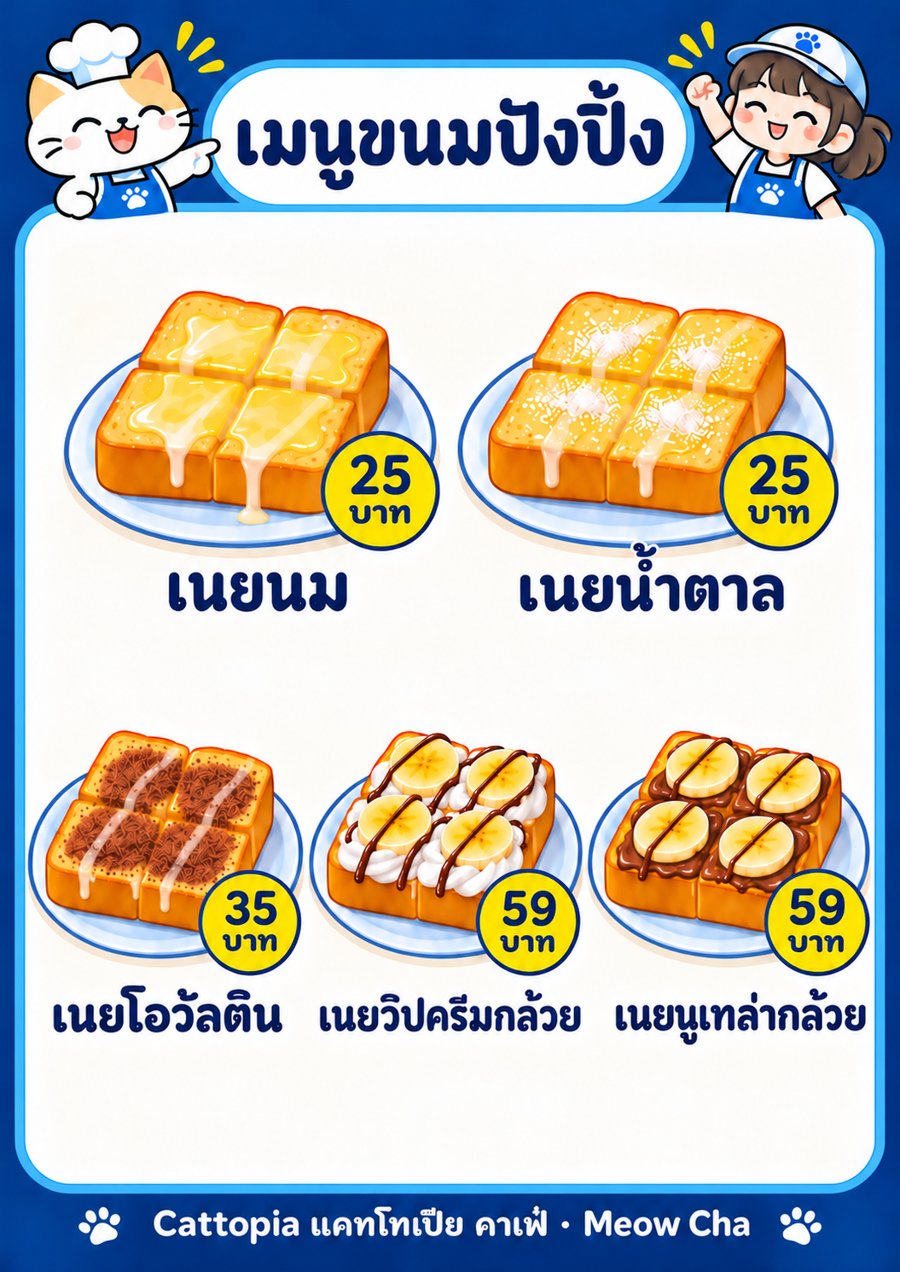 เมนูขนมปังปิ้ง
25
บาท
25
บาท
เนยนม
เนยน้ำตาล
35
บาท
59
บาท
59
บาท
เนยโอวัลติน
เนยวิปครีมกล้วย
เนยนูเทล่ากล้วย
Cattopia แคทโทเปีย คาเฟ่ · Meow Cha